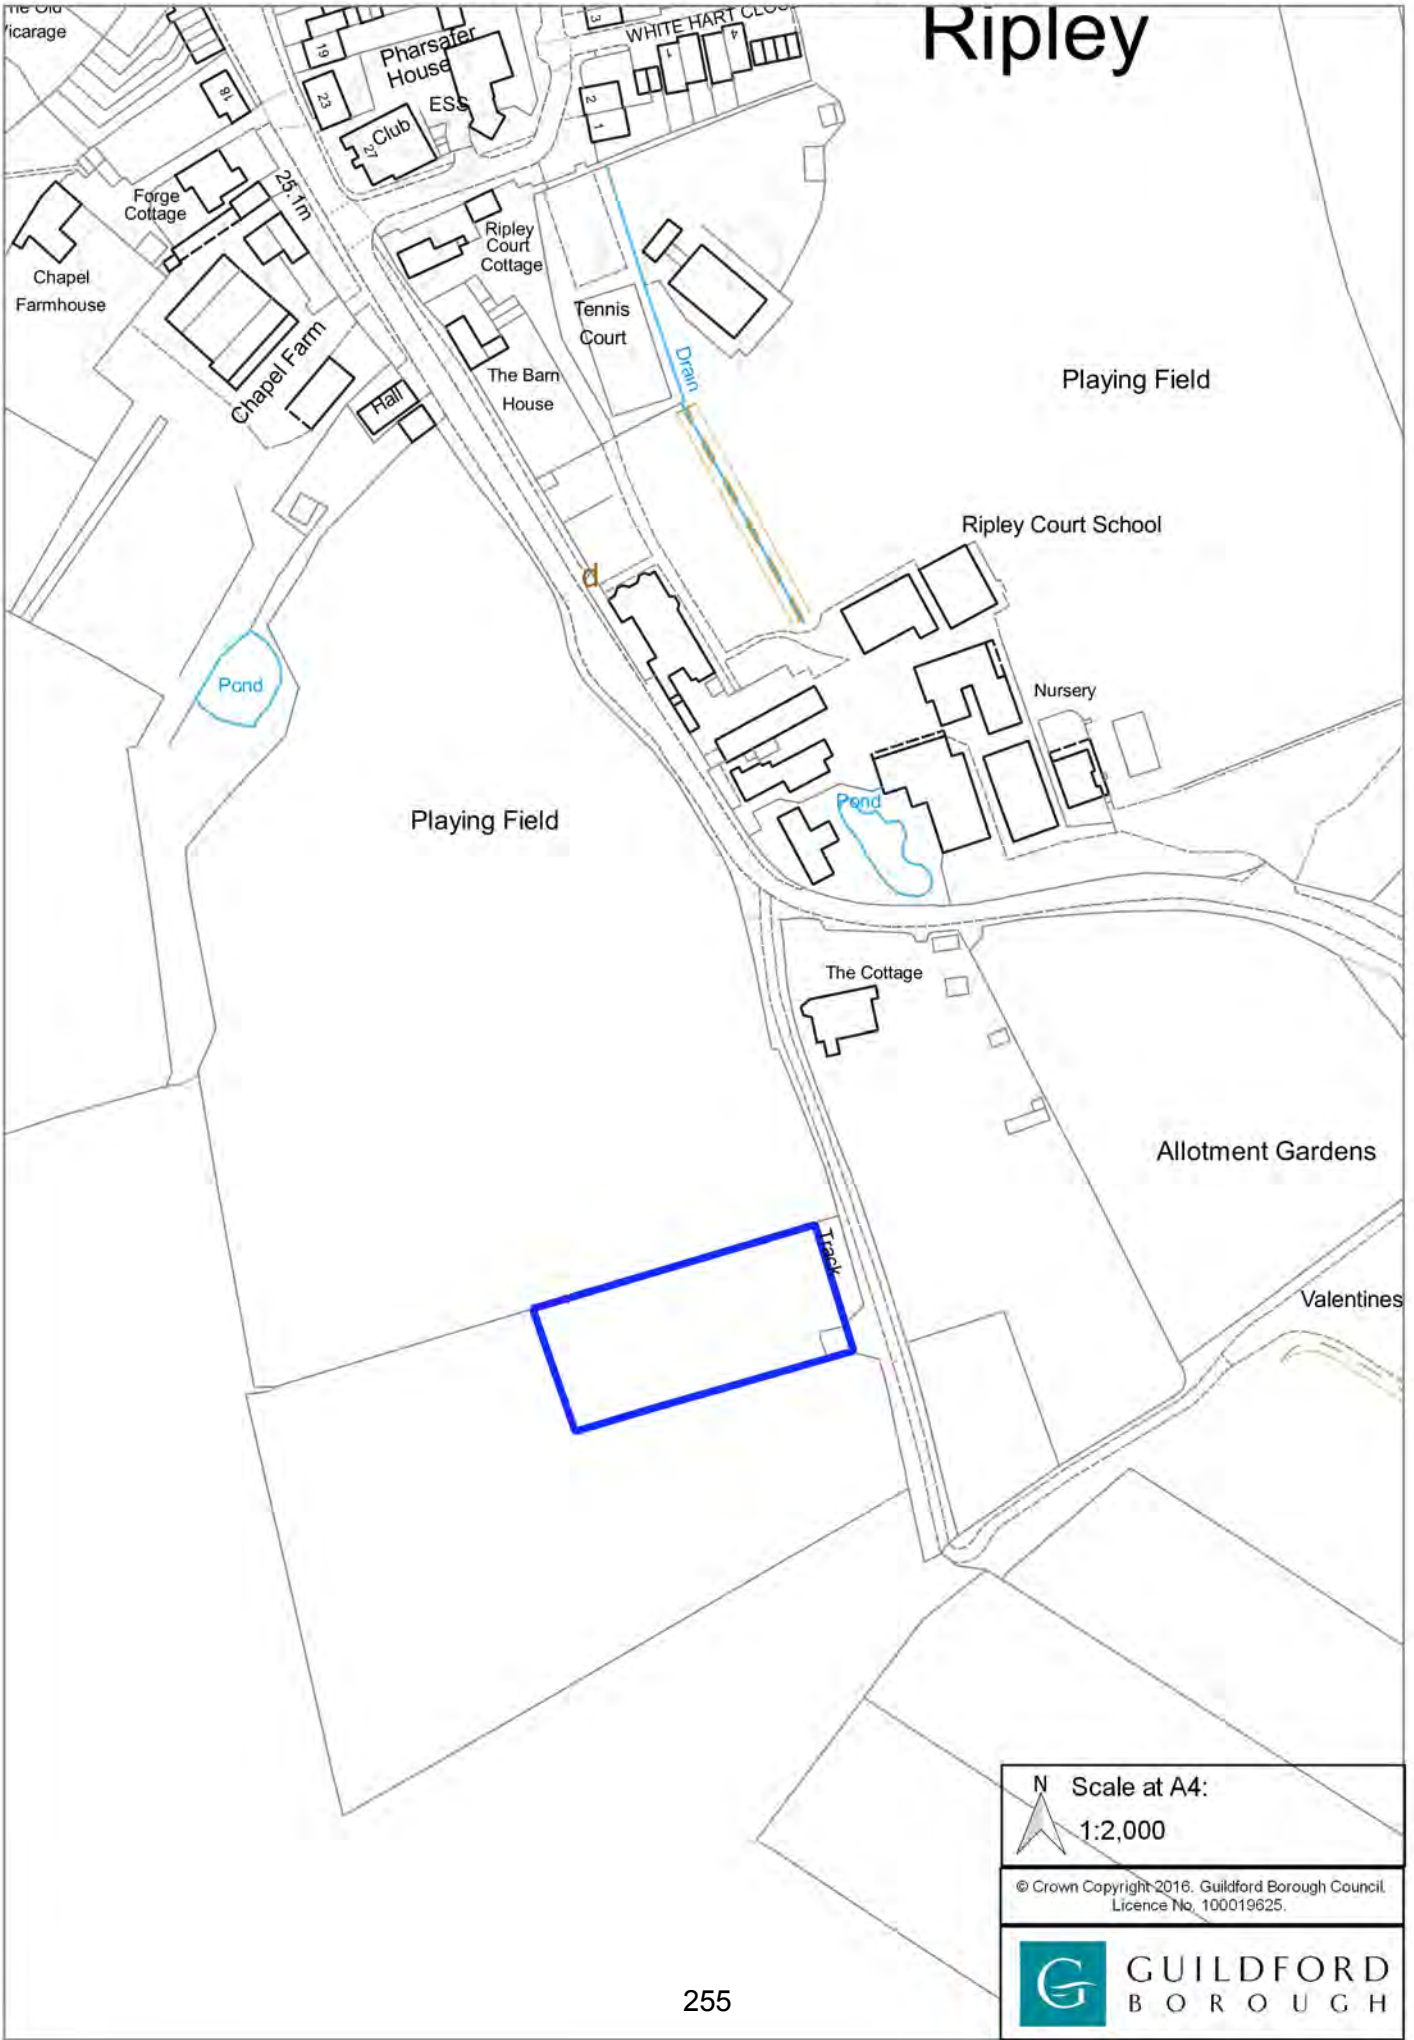 Ripley
Vicarage
WHITE HART
3
1
4
2
1
19
23
18
Pharsafer
House
ESS
Club
27
25.1m
Forge
Cottage
Ripley
Court
Cottage
Chapel
Farmhouse
Chapel Farm
Hall
Tennis
Court
The Barn
House
Drain
Playing Field
Ripley Court School
d
Pond
Nursery
Playing Field
Pond
The Cottage
Allotment Gardens
Track
Valentines
N
Scale at A4:
1:2,000
© Crown Copyright 2016. Guildford Borough Council.
Licence No. 100019625.
G
GUILDFORD
BOROUGH
255